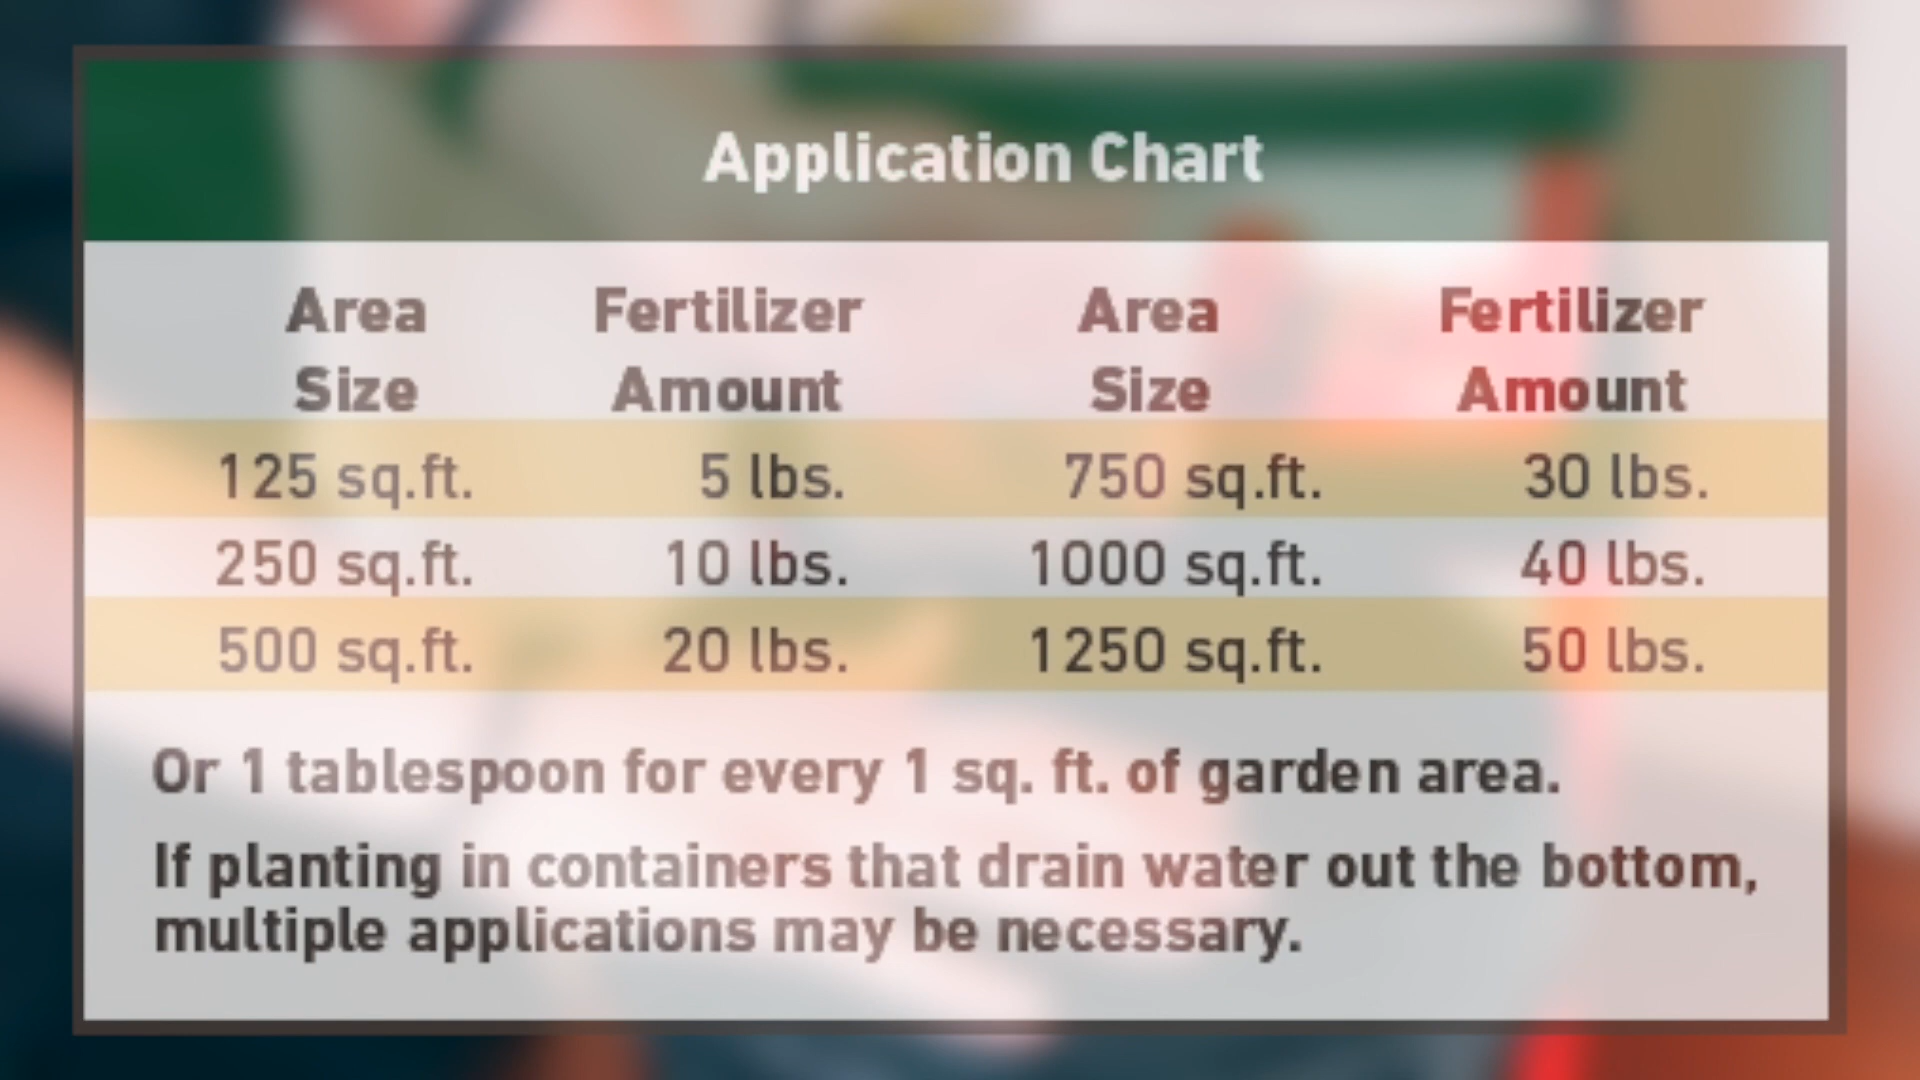 Application Chart
Area Fertilizer Area Fertilizer
Size Amount Size Amount
125 sq.ft. 5 lbs. 750 sq.ft. 30 lbs.
250 sq.ft. 10 lbs. 1000 sq.ft. 40 lbs.
500 sq.ft. 20 lbs. 1250 sq.ft. 50 lbs.
Or 1 tablespoon for every 1 sq. ft. of garden area.
If planting in containers that drain water out the bottom,
multiple applications may be necessary.